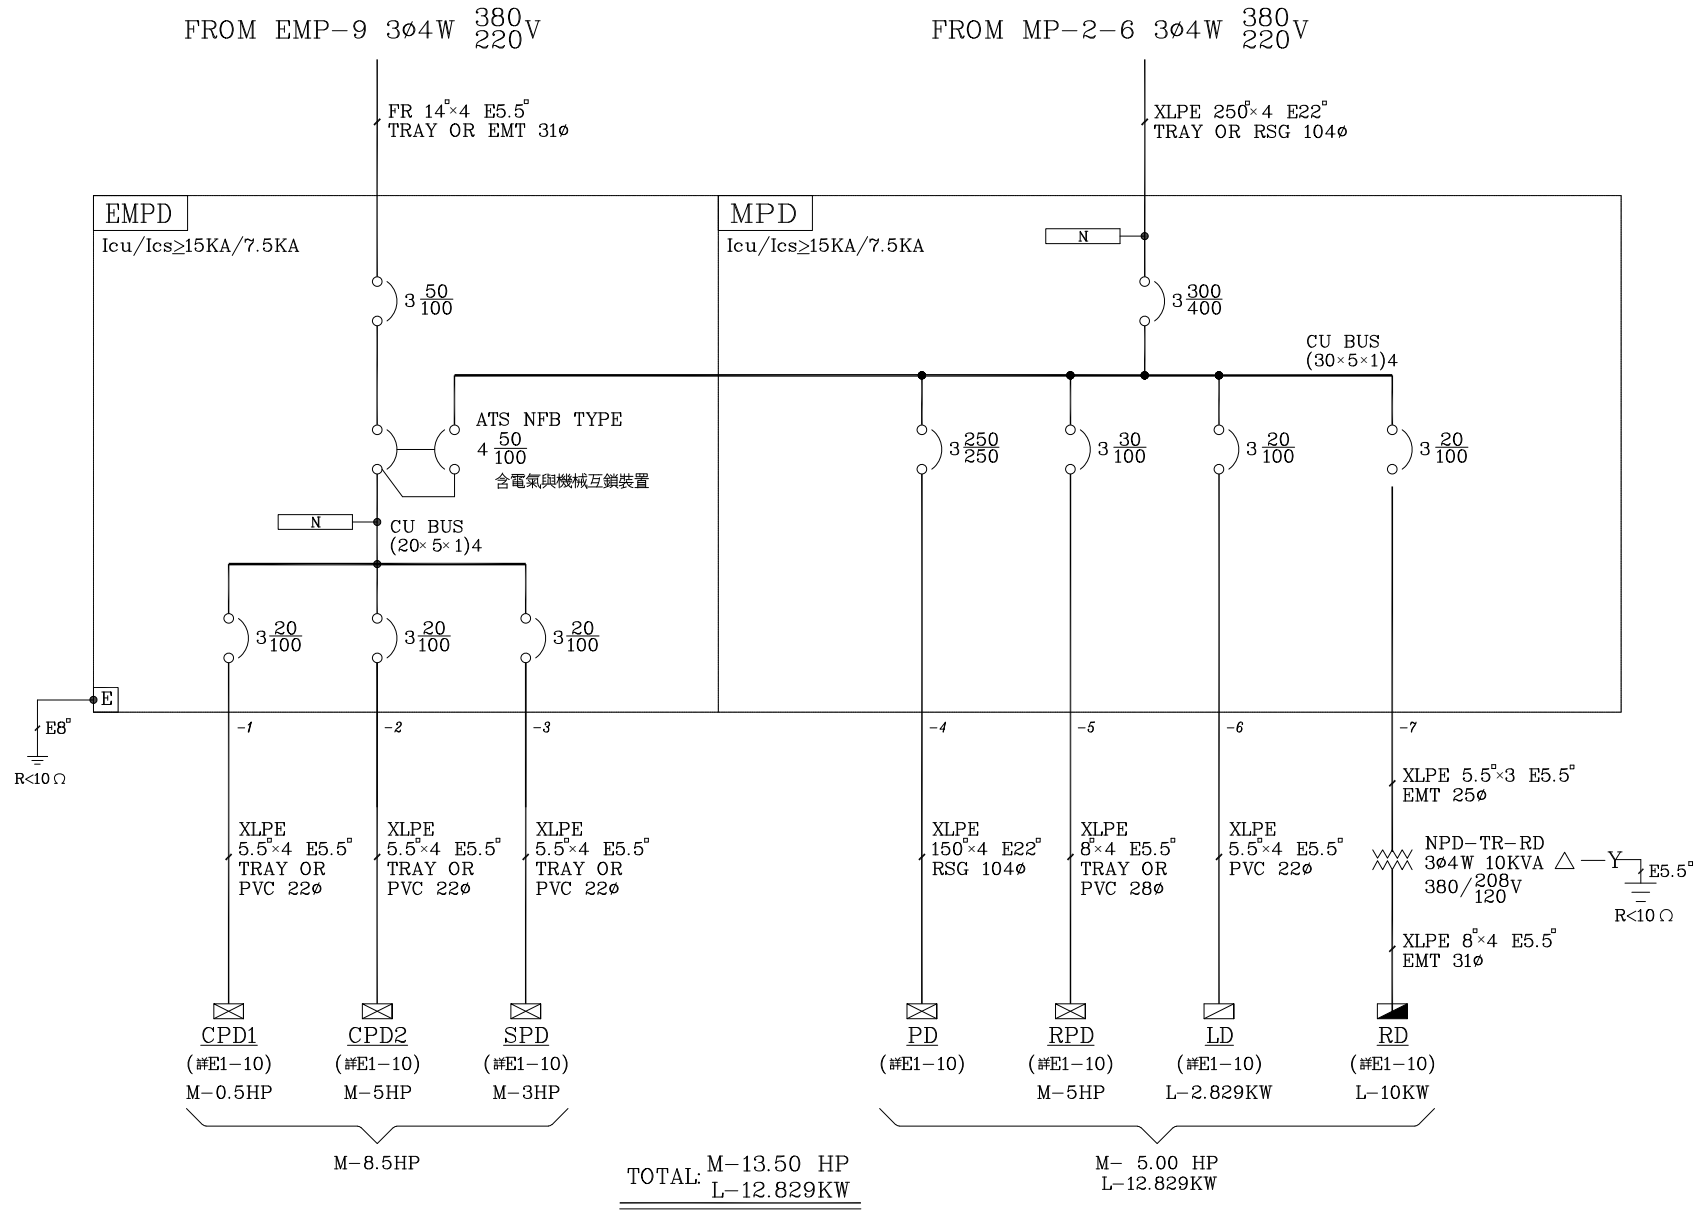 FROM EMP-9 3ø4W 380/220V
FROM MP-2-6 3ø4W 380/220V
FR 14□×4 E5.5□
TRAY OR EMT 31ø
XLPE 250□×4 E22□
TRAY OR RSG 104ø
EMPD
Icu/Ics≥15KA/7.5KA
MPD
Icu/Ics≥15KA/7.5KA
N
3 50/100
3 300/400
CU BUS
(30×5×1)4
ATS NFB TYPE
4 50/100
含電氣與機械互鎖裝置
3 250/250
3 30/100
3 20/100
3 20/100
N
CU BUS
(20×5×1)4
3 20/100
3 20/100
3 20/100
E
E8□
R<10Ω
-1
-2
-3
-4
-5
-6
-7
XLPE
5.5□×4 E5.5□
TRAY OR
PVC 22ø
XLPE
5.5□×4 E5.5□
TRAY OR
PVC 22ø
XLPE
5.5□×4 E5.5□
TRAY OR
PVC 22ø
XLPE
150□×4 E22□
RSG 104ø
XLPE
8□×4 E5.5□
TRAY OR
PVC 28ø
XLPE
5.5□×4 E5.5□
PVC 22ø
XLPE 5.5□×3 E5.5□
EMT 25ø
NPD-TR-RD
3ø4W 10KVA △—Y
380/208/120V
E5.5□
R<10Ω
XLPE 8□×4 E5.5□
EMT 31ø
CPD1
(詳E1-10)
M-0.5HP
CPD2
(詳E1-10)
M-5HP
SPD
(詳E1-10)
M-3HP
PD
(詳E1-10)
RPD
(詳E1-10)
M-5HP
LD
(詳E1-10)
L-2.829KW
RD
(詳E1-10)
L-10KW
M-8.5HP
M- 5.00 HP
L-12.829KW
TOTAL: M-13.50 HP
L-12.829KW